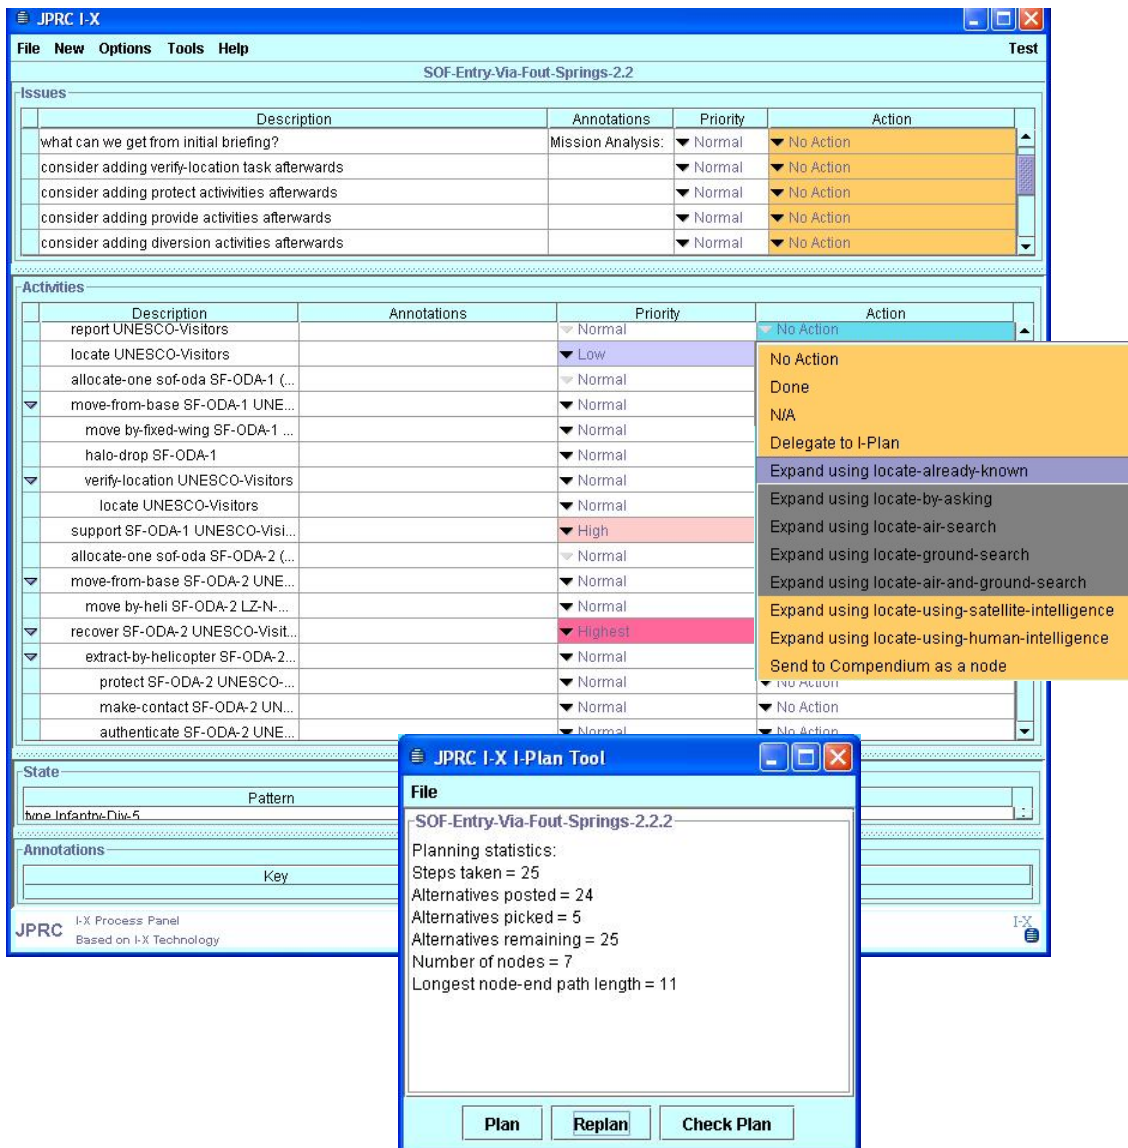 JPRC I-X
File New Options Tools Help Test
SOF-Entry-Via-Fout-Springs-2.2
Issues
Description Annotations Priority Action
what can we get from initial briefing? Mission Analysis: Normal No Action
consider adding verify-location task afterwards Normal No Action
consider adding protect activivities afterwards Normal No Action
consider adding provide activities afterwards Normal No Action
consider adding diversion activities afterwards Normal No Action
Activities
Description Annotations Priority Action
report UNESCO-Visitors Normal No Action
locate UNESCO-Visitors Low
allocate-one sof-oda SF-ODA-1 (... Normal
move-from-base SF-ODA-1 UNE... Normal
move by-fixed-wing SF-ODA-1 ... Normal
halo-drop SF-ODA-1 Normal
verify-location UNESCO-Visitors Normal
locate UNESCO-Visitors Normal
support SF-ODA-1 UNESCO-Visi... High
allocate-one sof-oda SF-ODA-2 (... Normal
move-from-base SF-ODA-2 UNE... Normal
move by-heli SF-ODA-2 LZ-N-... Normal
recover SF-ODA-2 UNESCO-Visit... Highest
extract-by-helicopter SF-ODA-2... Normal
protect SF-ODA-2 UNESCO-... Normal No Action
make-contact SF-ODA-2 UN... Normal No Action
authenticate SF-ODA-2 UNE... Normal No Action
No Action
Done
N/A
Delegate to I-Plan
Expand using locate-already-known
Expand using locate-by-asking
Expand using locate-air-search
Expand using locate-ground-search
Expand using locate-air-and-ground-search
Expand using locate-using-satellite-intelligence
Expand using locate-using-human-intelligence
Send to Compendium as a node
State
Pattern
type Infantry-Div-5
Annotations
Key
JPRC I-X Process Panel
Based on I-X Technology
I-X
JPRC I-X I-Plan Tool
File
SOF-Entry-Via-Fout-Springs-2.2.2
Planning statistics:
Steps taken = 25
Alternatives posted = 24
Alternatives picked = 5
Alternatives remaining = 25
Number of nodes = 7
Longest node-end path length = 11
Plan Replan Check Plan